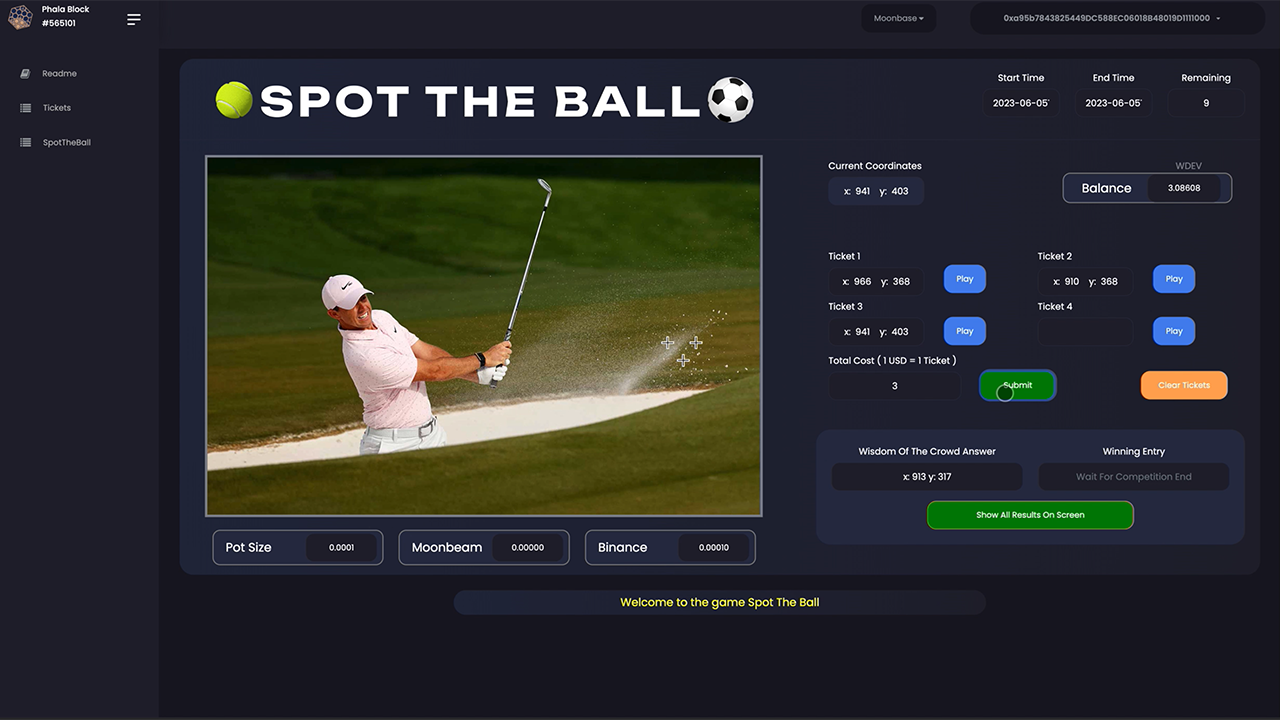 Phala Block
#565101
Moonbase
0xa95b7843825449DC588EC06018B48019D1111000
Readme
Tickets
SpotTheBall
SPOT THE BALL
Start Time
End Time
Remaining
2023-06-05
2023-06-05
9
Current Coordinates
x: 941 y: 403
WDEV
Balance
3.08608
Ticket 1
x: 966 y: 368
Play
Ticket 2
x: 910 y: 368
Play
Ticket 3
x: 941 y: 403
Play
Ticket 4
Play
Total Cost ( 1 USD = 1 Ticket )
3
Submit
Clear Tickets
Wisdom Of The Crowd Answer
x: 913 y: 317
Winning Entry
Wait For Competition End
Show All Results On Screen
Pot Size
0.0001
Moonbeam
0.00000
Binance
0.00010
Welcome to the game Spot The Ball